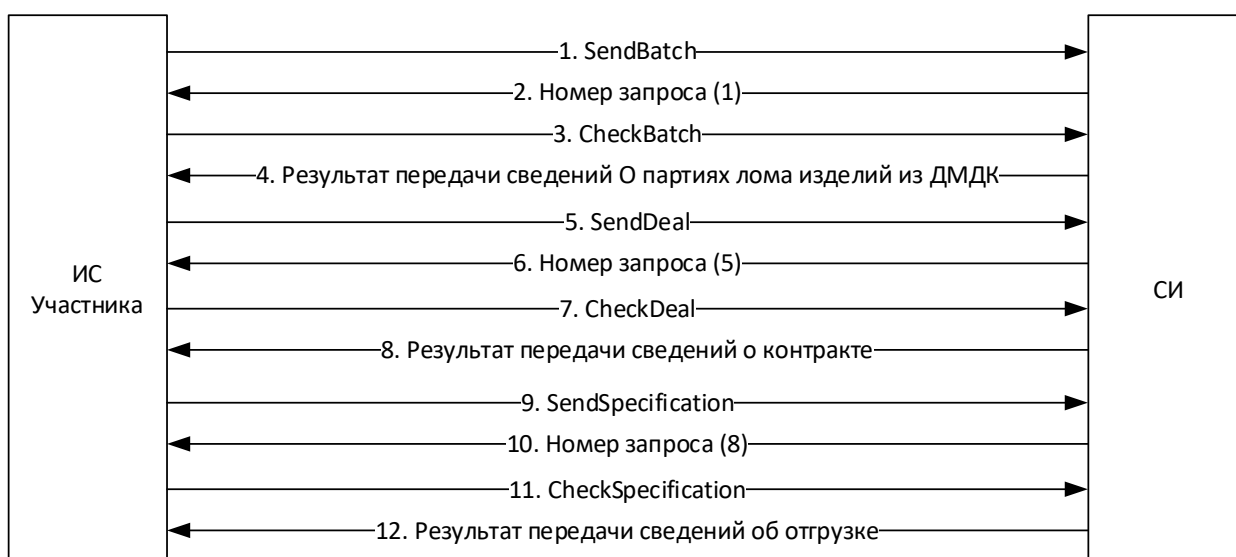 1. SendBatch
2. Номер запроса (1)
3. CheckBatch
4. Результат передачи сведений О партиях лома изделий из ДМДК
5. SendDeal
6. Номер запроса (5)
ИС
Участника
СИ
7. CheckDeal
8. Результат передачи сведений о контракте
9. SendSpecification
10. Номер запроса (8)
11. CheckSpecification
12. Результат передачи сведений об отгрузке